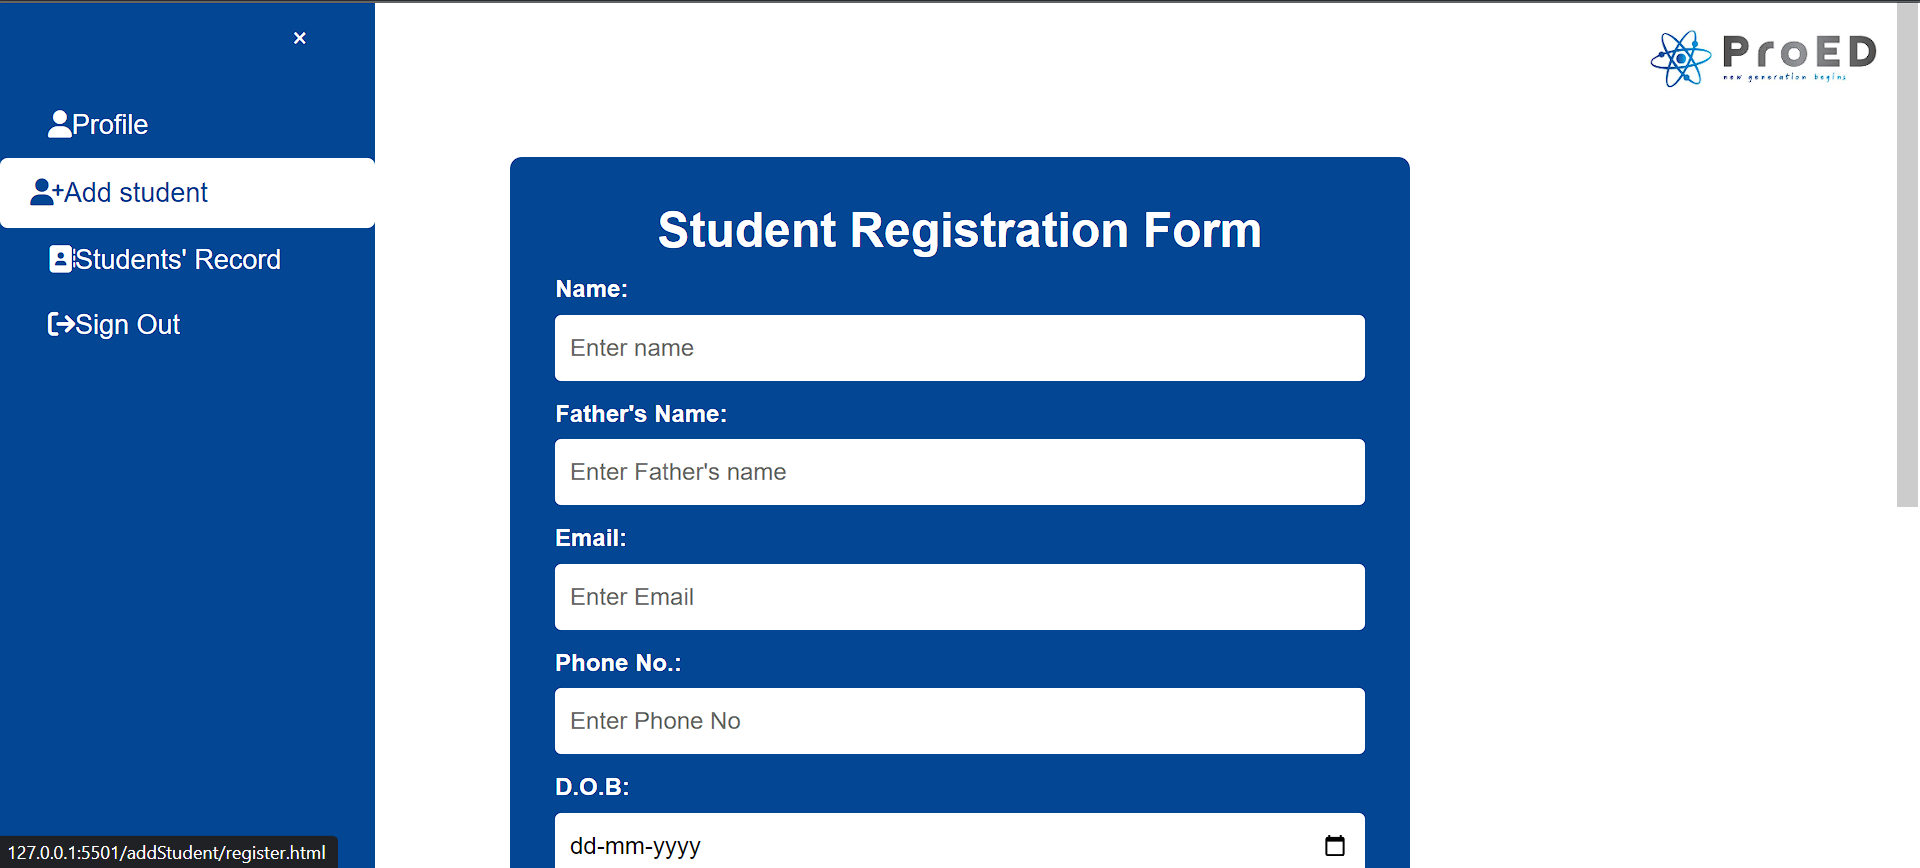 ×
Profile
Add student
Students' Record
Sign Out
ProED
new generation begins
Student Registration Form
Name:
Enter name
Father's Name:
Enter Father's name
Email:
Enter Email
Phone No.:
Enter Phone No
D.O.B:
dd-mm-yyyy
127.0.0.1:5501/addStudent/register.html